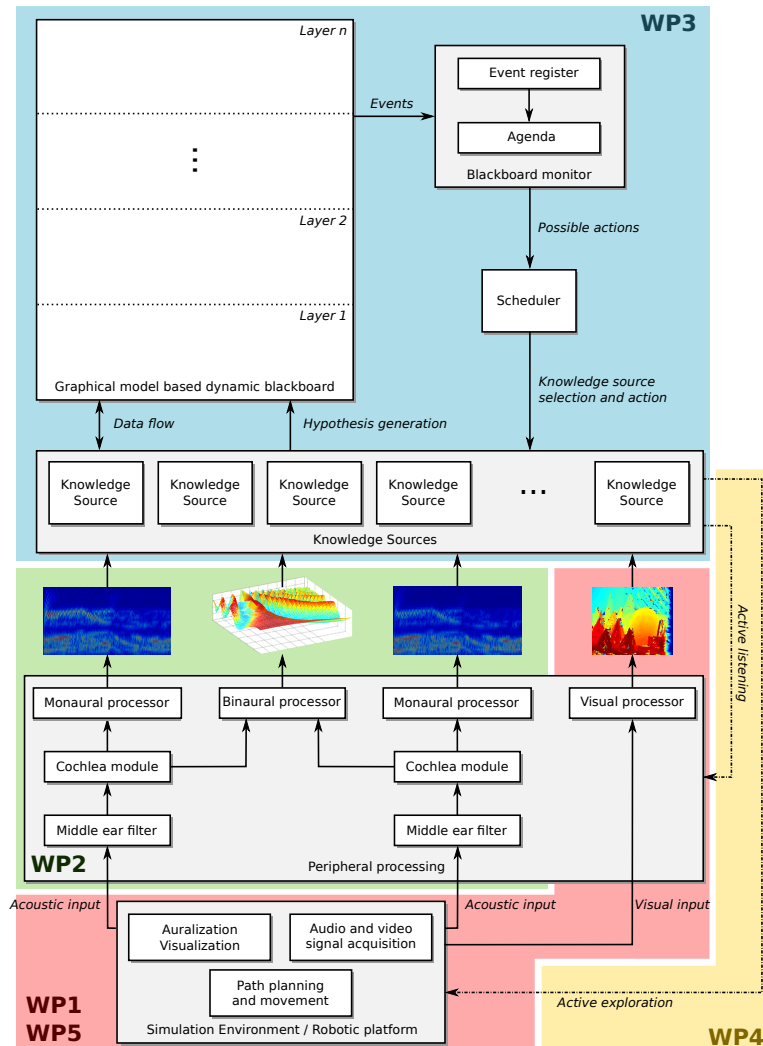 Layer n
WP3
Event register
Events
Agenda
Blackboard monitor
Layer 2
Possible actions
Scheduler
Layer 1
Graphical model based dynamic blackboard
Knowledge source
selection and action
Data flow
Hypothesis generation
Knowledge
Source
Knowledge
Source
Knowledge
Source
Knowledge
Source
...
Knowledge
Source
Knowledge Sources
Active listening
Monaural processor
Binaural processor
Monaural processor
Visual processor
Cochlea module
Cochlea module
Middle ear filter
Middle ear filter
WP2
Peripheral processing
Acoustic input
Acoustic input
Visual input
Auralization
Visualization
Audio and video
signal acquisition
Path planning
and movement
Active exploration
WP1
WP5
Simulation Environment / Robotic platform
WP4